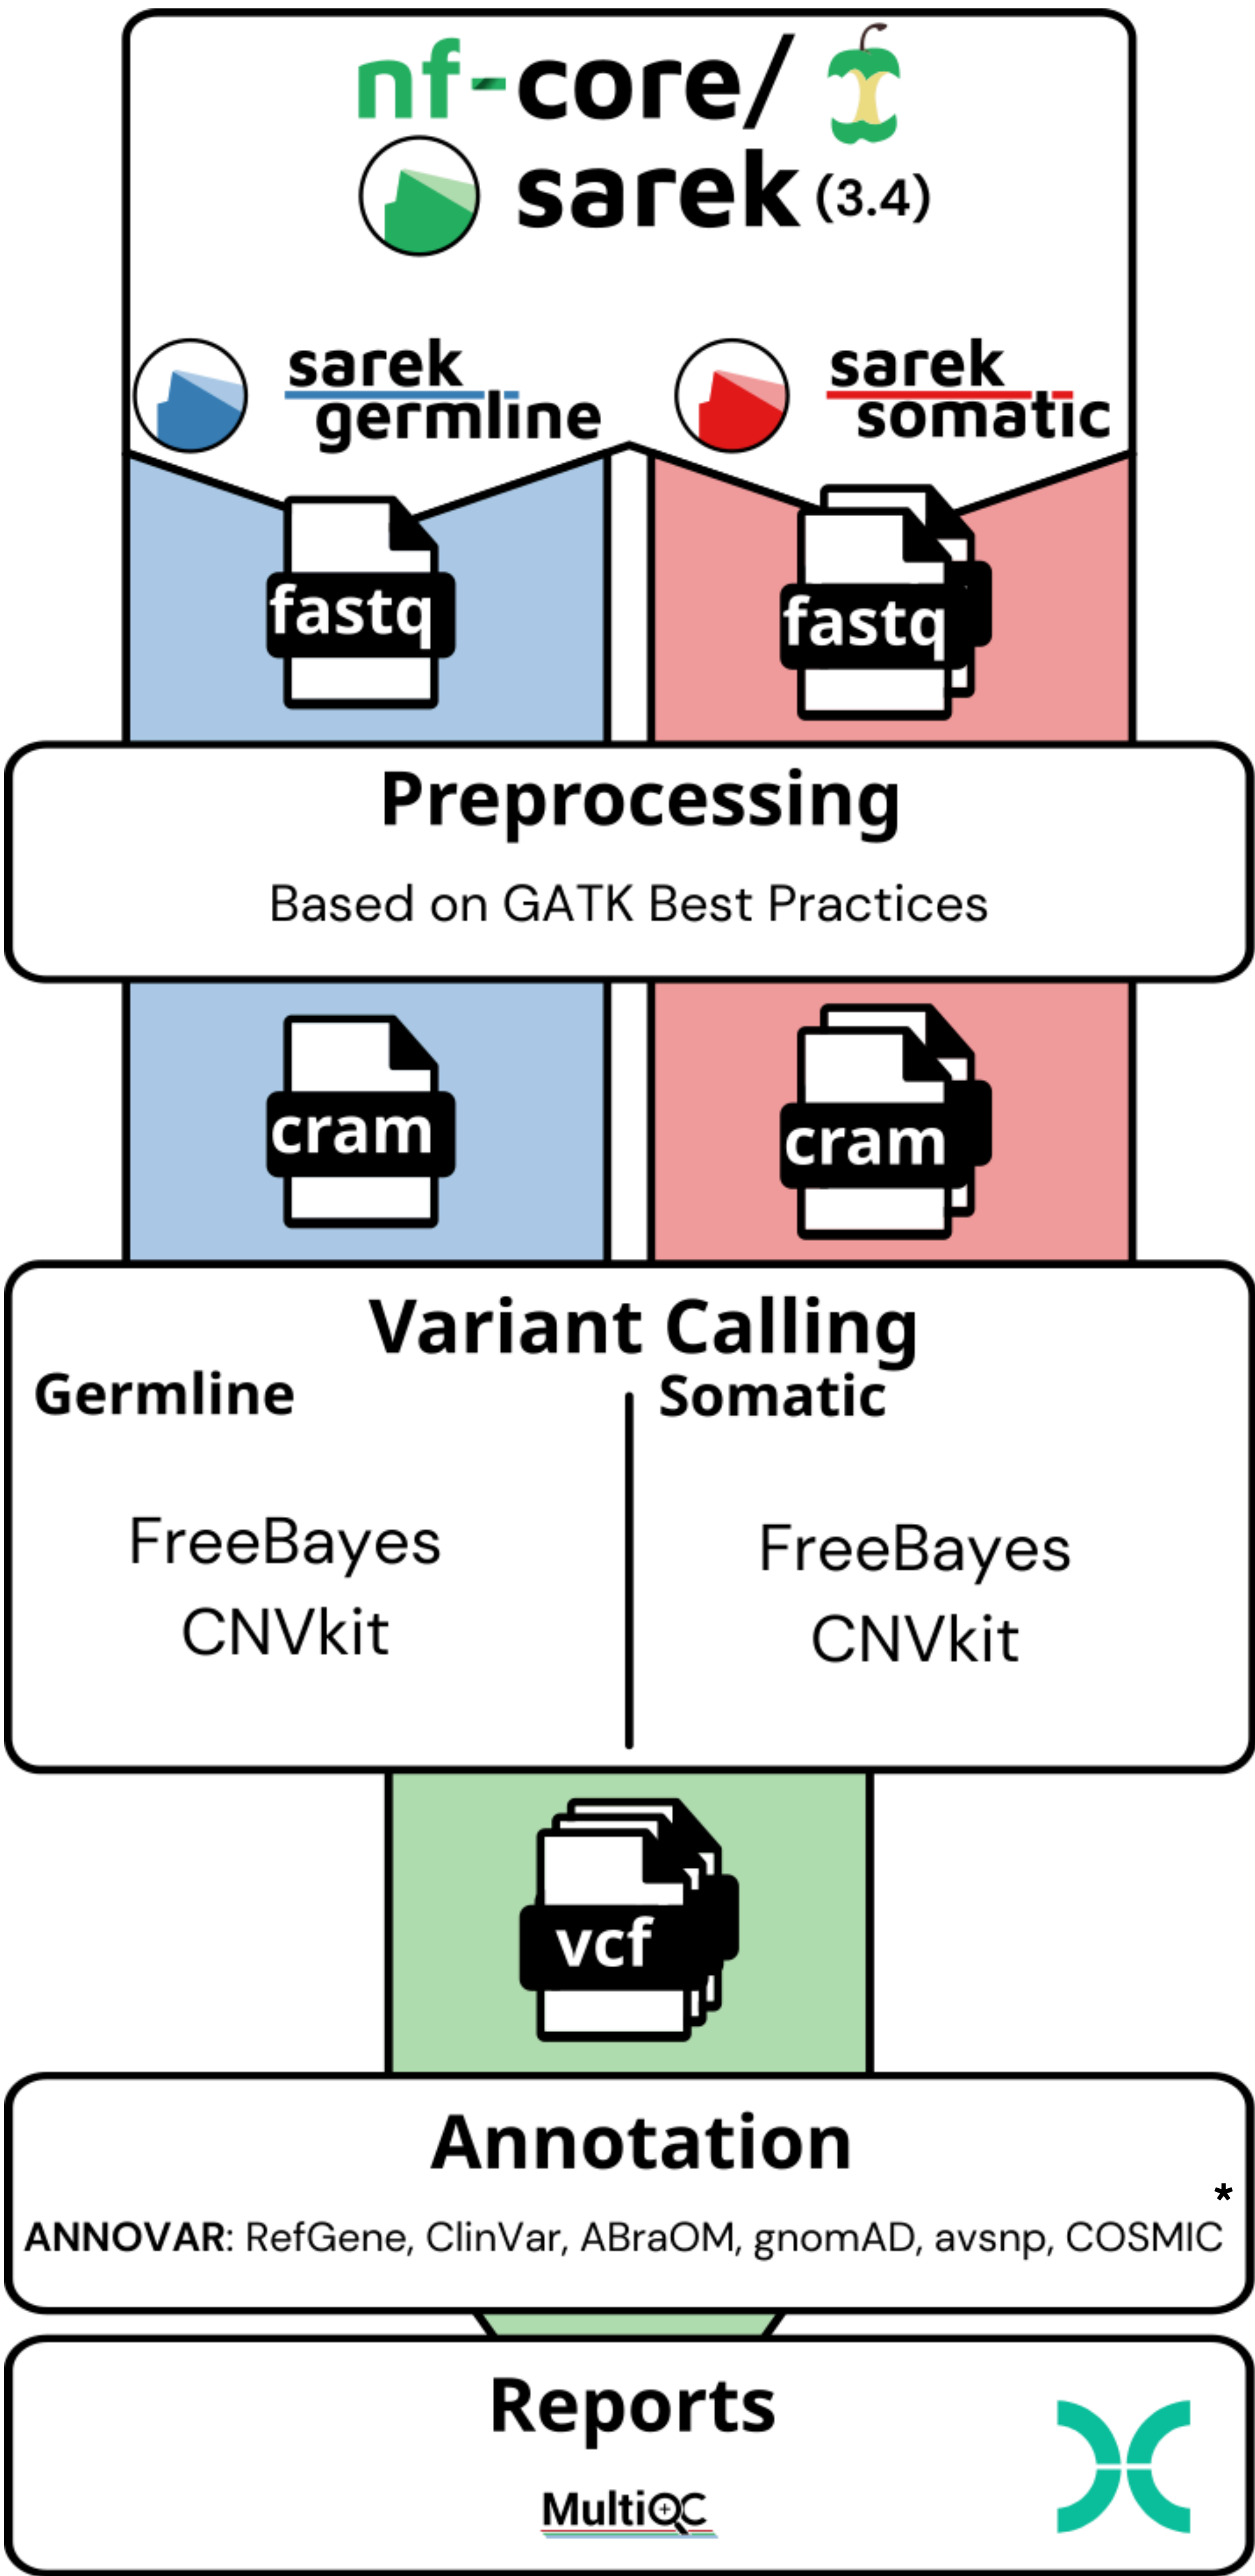 nf-core/
sarek (3.4)
sarek
germline
sarek
somatic
fastq
fastq
Preprocessing
Based on GATK Best Practices
cram
cram
Variant Calling
Germline
Somatic
FreeBayes
CNVkit
FreeBayes
CNVkit
vcf
Annotation
*
ANNOVAR: RefGene, ClinVar, ABraOM, gnomAD, avsnp, COSMIC
Reports
MultiQC